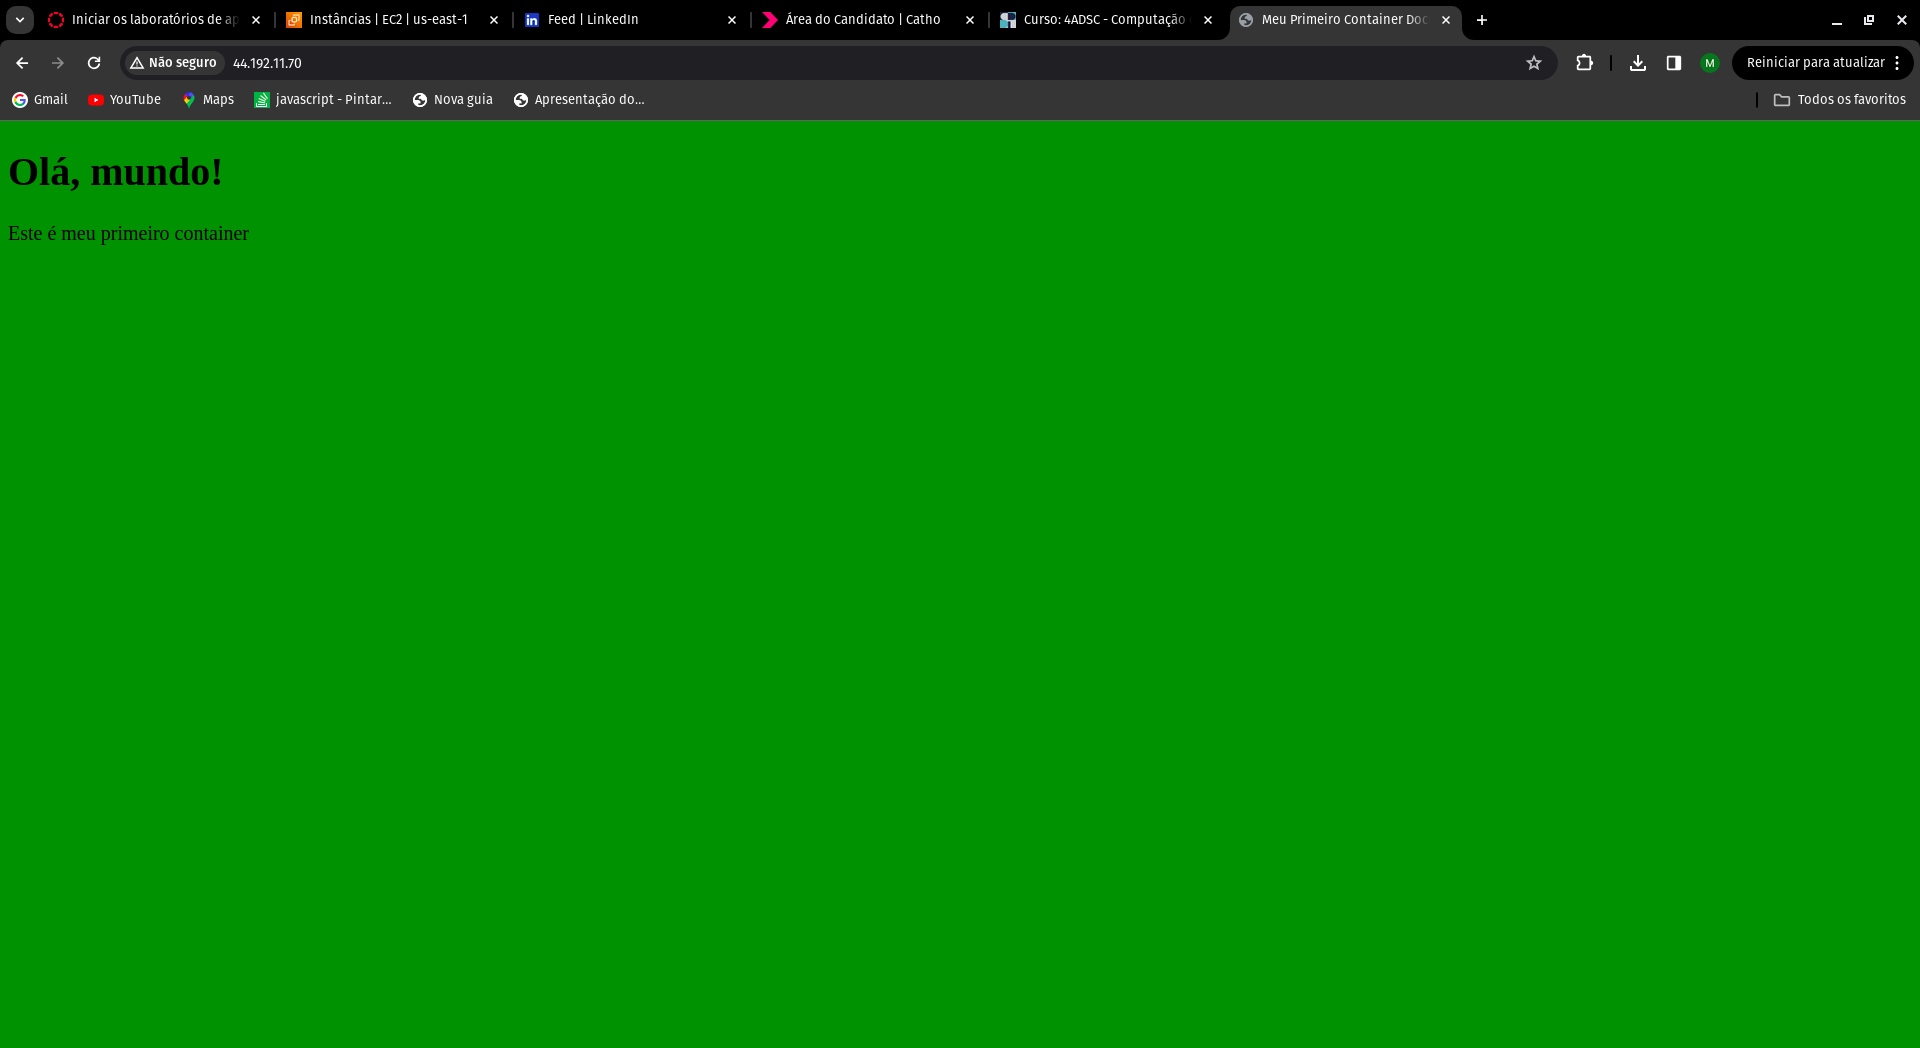 Iniciar os laboratórios de ap
Instâncias | EC2 | us-east-1
Feed | LinkedIn
Área do Candidato | Catho
Curso: 4ADSC - Computação
Meu Primeiro Container Doc
Não seguro
44.192.11.70
M
Reiniciar para atualizar
Gmail
YouTube
Maps
javascript - Pintar...
Nova guia
Apresentação do...
Todos os favoritos
Olá, mundo!
Este é meu primeiro container